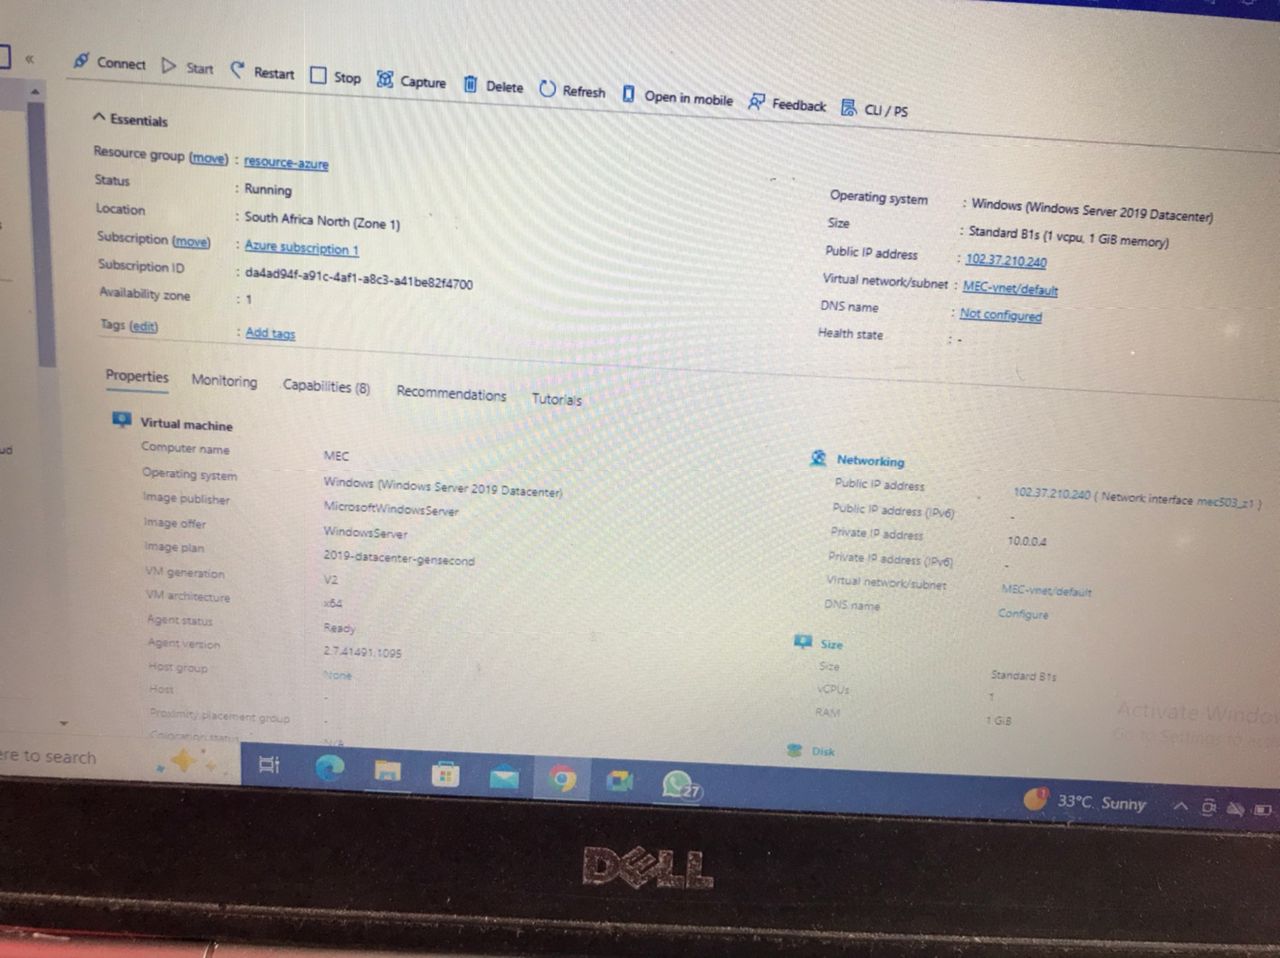 Connect Start Restart Stop Capture Delete Refresh Open in mobile Feedback CLI / PS
Essentials
Resource group (move) : resource-azure
Status : Running
Location : South Africa North (Zone 1)
Subscription (move) : Azure subscription 1
Subscription ID : da4ad94f-a91c-4af1-a8c3-a41be82f4700
Availability zone : 1
Tags (edit) : Add tags
Operating system : Windows (Windows Server 2019 Datacenter)
Size : Standard B1s (1 vcpu, 1 GiB memory)
Public IP address : 102.37.210.240
Virtual network/subnet : MEC-vnet/default
DNS name : Not configured
Health state : -
Properties Monitoring Capabilities (8) Recommendations Tutorials
Virtual machine
Computer name MEC
Operating system Windows (Windows Server 2019 Datacenter)
Image publisher MicrosoftWindowsServer
Image offer WindowsServer
Image plan 2019-datacenter-gensecond
VM generation V2
VM architecture x64
Agent status Ready
Agent version 2.7.41491.1095
Host group None
Host -
Proximity placement group -
Colocation status N/A
Networking
Public IP address 102.37.210.240 ( Network interface mec503_z1 )
Public IP address (IPv6) -
Private IP address 10.0.0.4
Private IP address (IPv6) -
Virtual network/subnet MEC-vnet/default
DNS name Configure
Size
Size Standard B1s
vCPUs 1
RAM 1 GiB
Disk
Activate Windo
Go to Settings to
ud
ere to search
27
1
33°C Sunny
DELL